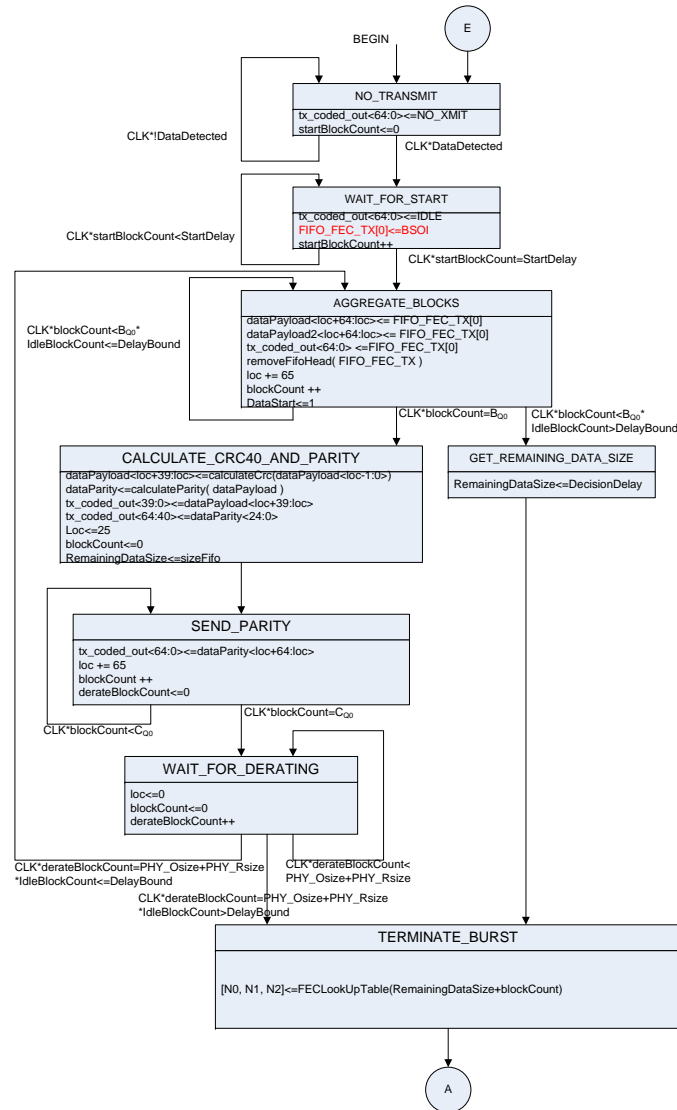 E
BEGIN
NO_TRANSMIT
tx_coded_out<64:0><=NO_XMIT
startBlockCount<=0
CLK*!DataDetected
CLK*DataDetected
WAIT_FOR_START
tx_coded_out<64:0><=IDLE
FIFO_FEC_TX[0]<=BSOI
startBlockCount++
CLK*startBlockCount<StartDelay
CLK*startBlockCount=StartDelay
AGGREGATE_BLOCKS
dataPayload<loc+64:loc><= FIFO_FEC_TX[0]
dataPayload2<loc+64:loc><= FIFO_FEC_TX[0]
tx_coded_out<64:0> <=FIFO_FEC_TX[0]
removeFifoHead( FIFO_FEC_TX )
loc += 65
blockCount ++
DataStart<=1
CLK*blockCount<BQ0*
IdleBlockCount<=DelayBound
CLK*blockCount=BQ0
CLK*blockCount<BQ0*
IdleBlockCount>DelayBound
CALCULATE_CRC40_AND_PARITY
dataPayload<loc+39:loc><=calculateCrc(dataPayload<loc-1:0>)
dataParity<=calculateParity( dataPayload )
tx_coded_out<39:0><=dataPayload<loc+39:loc>
tx_coded_out<64:40><=dataParity<24:0>
Loc<=25
blockCount<=0
RemainingDataSize<=sizeFifo
GET_REMAINING_DATA_SIZE
RemainingDataSize<=DecisionDelay
SEND_PARITY
tx_coded_out<64:0><=dataParity<loc+64:loc>
loc += 65
blockCount ++
derateBlockCount<=0
CLK*blockCount<CQ0
CLK*blockCount=CQ0
WAIT_FOR_DERATING
loc<=0
blockCount<=0
derateBlockCount++
CLK*derateBlockCount=PHY_Osize+PHY_Rsize
*IdleBlockCount<=DelayBound
CLK*derateBlockCount<
PHY_Osize+PHY_Rsize
CLK*derateBlockCount=PHY_Osize+PHY_Rsize
*IdleBlockCount>DelayBound
TERMINATE_BURST
[N0, N1, N2]<=FECLookUpTable(RemainingDataSize+blockCount)
A